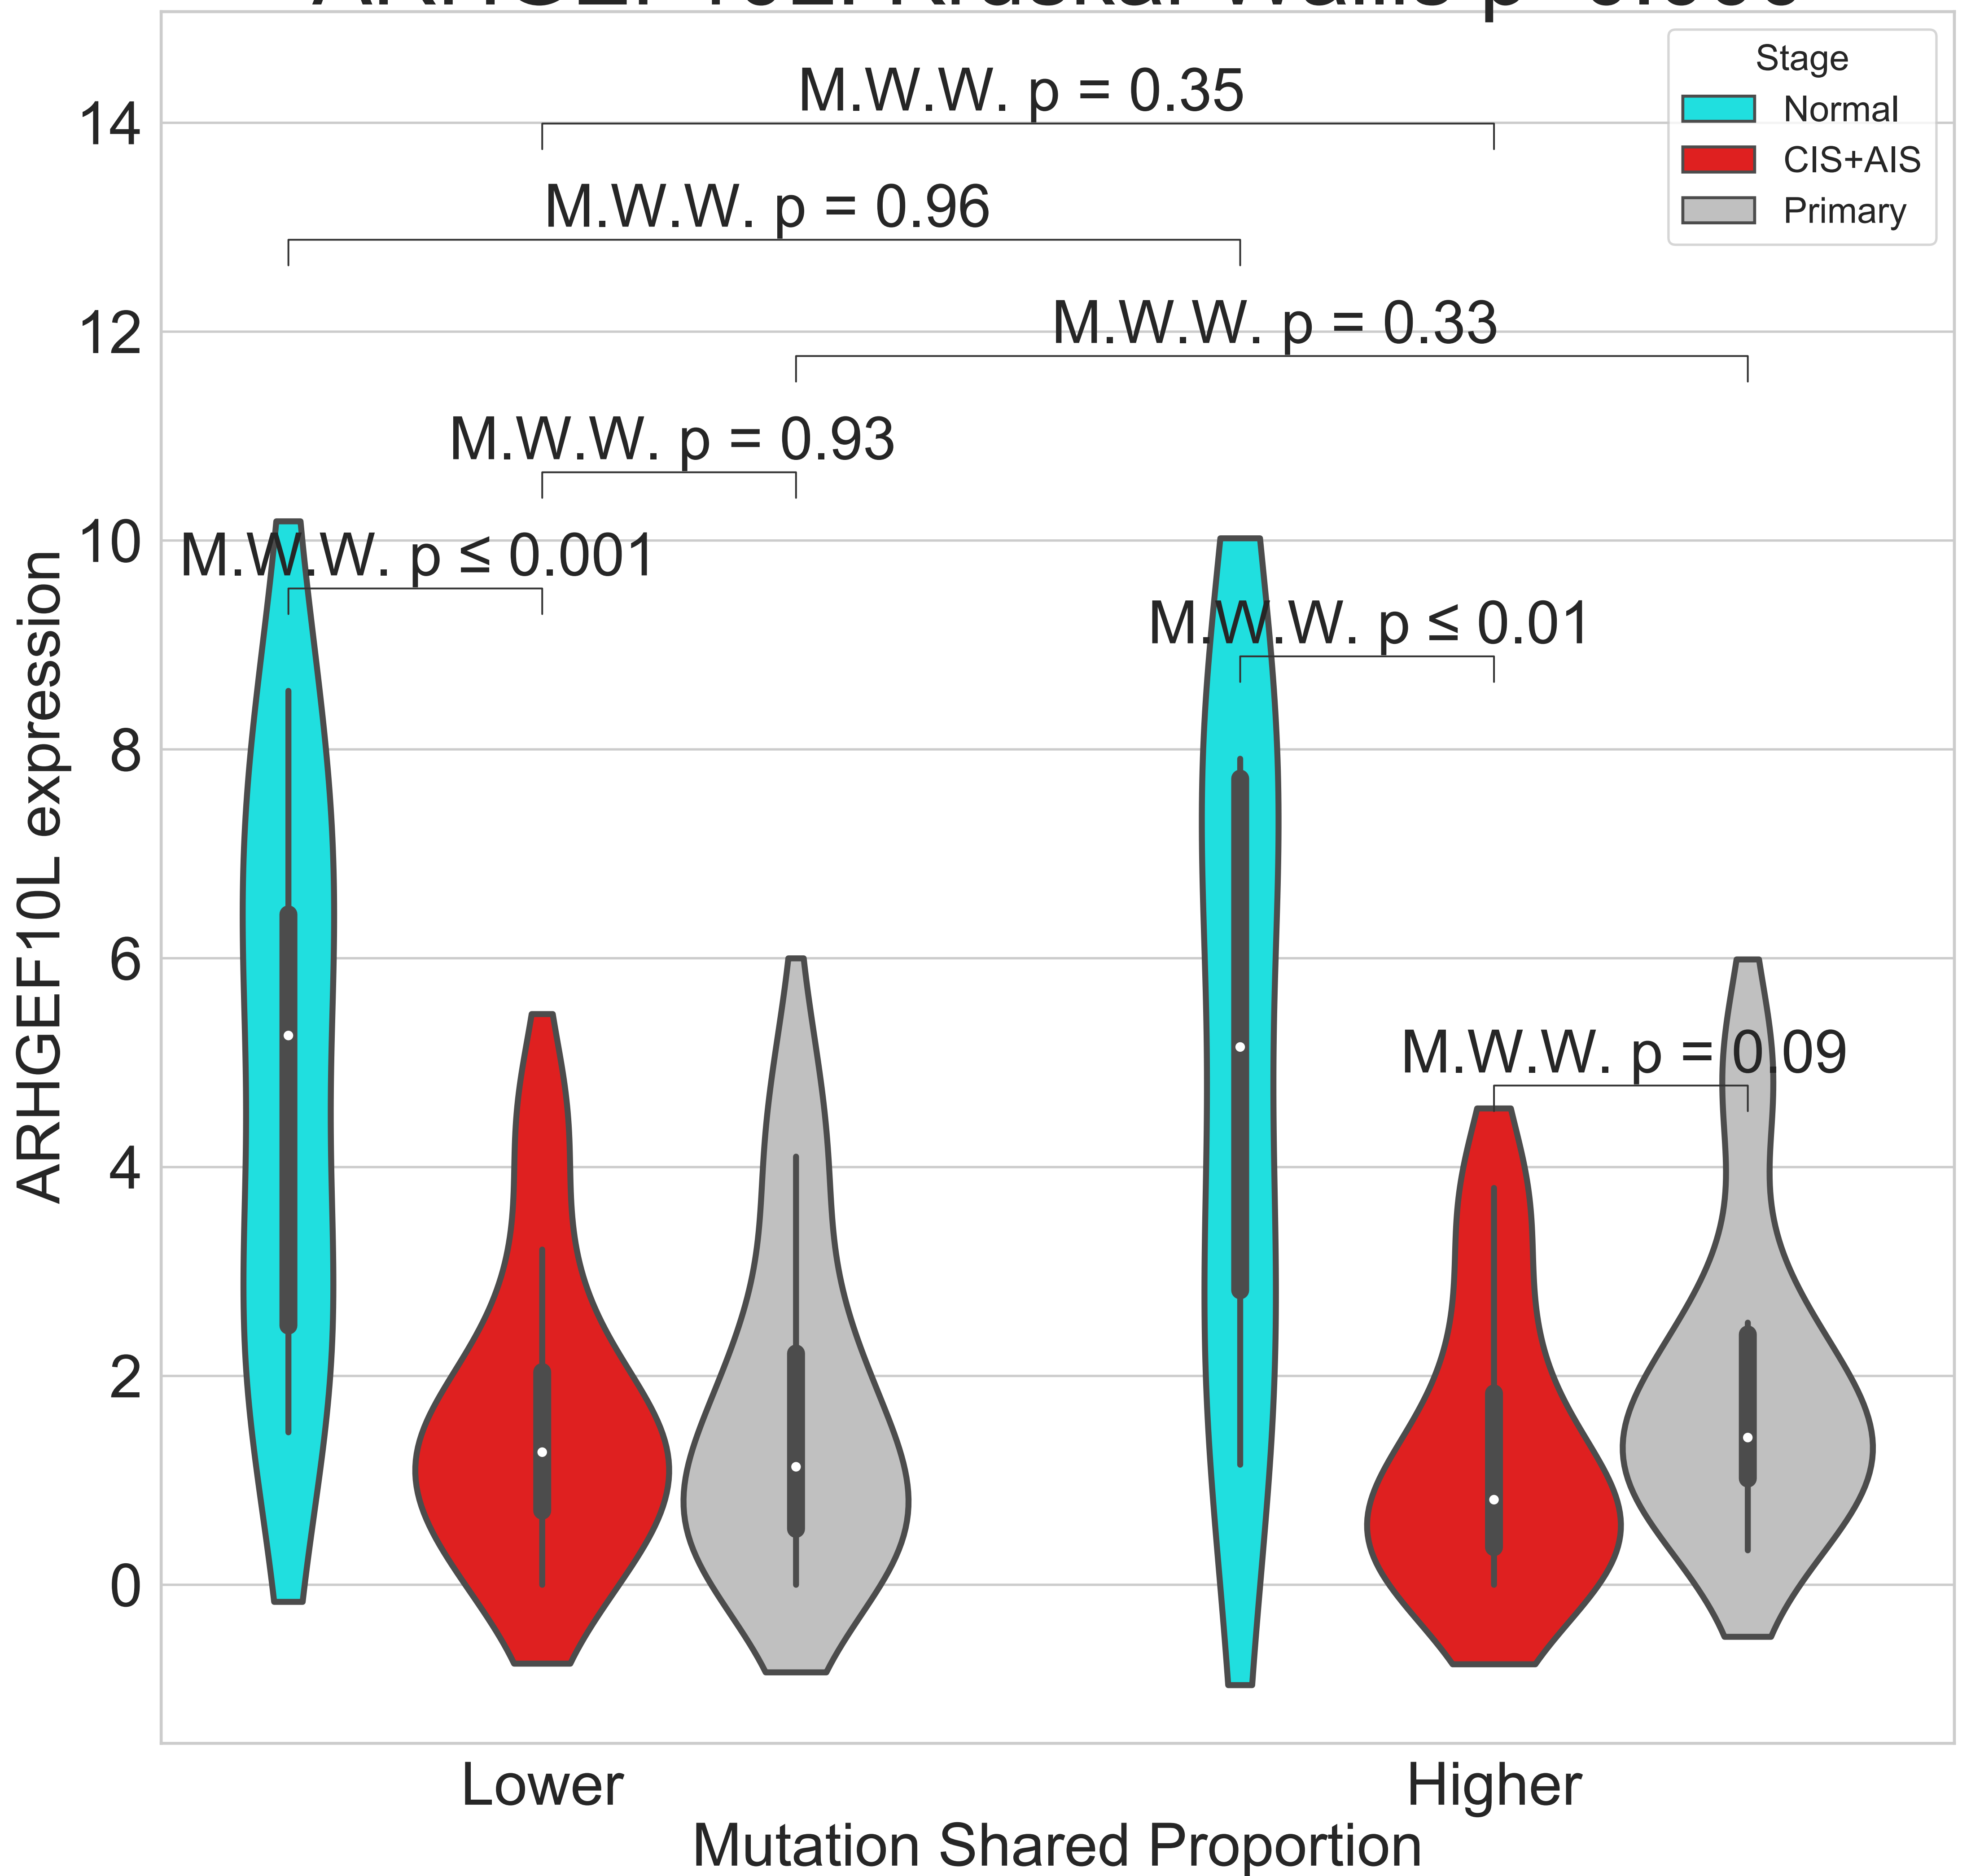 Stage
Normal
CIS+AIS
Primary
M.W.W. p = 0.35
M.W.W. p = 0.96
M.W.W. p = 0.33
M.W.W. p = 0.93
M.W.W. p ≤ 0.001
M.W.W. p ≤ 0.01
M.W.W. p = 0.09
14
12
10
8
6
4
2
0
ARHGEF10L expression
Lower
Higher
Mutation Shared Proportion